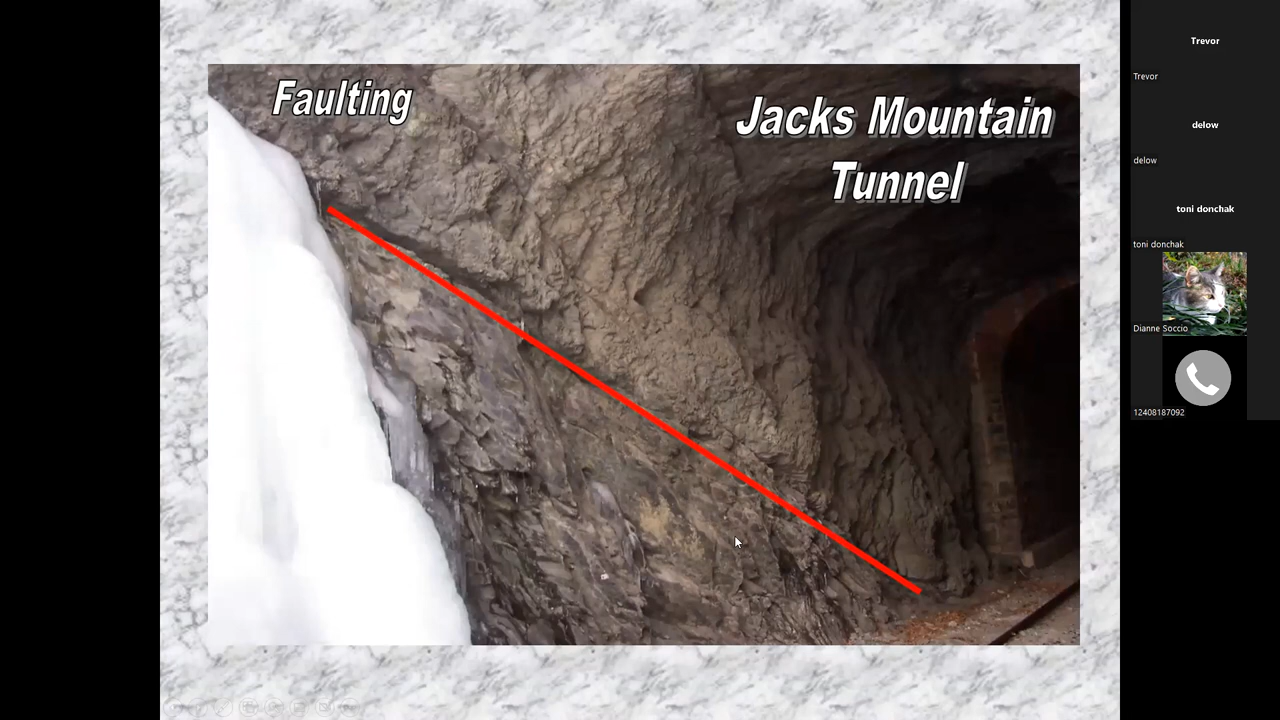 Faulting
Jacks Mountain
Tunnel
Trevor
Trevor
delow
delow
toni donchak
toni donchak
Dianne Soccio
12408187092